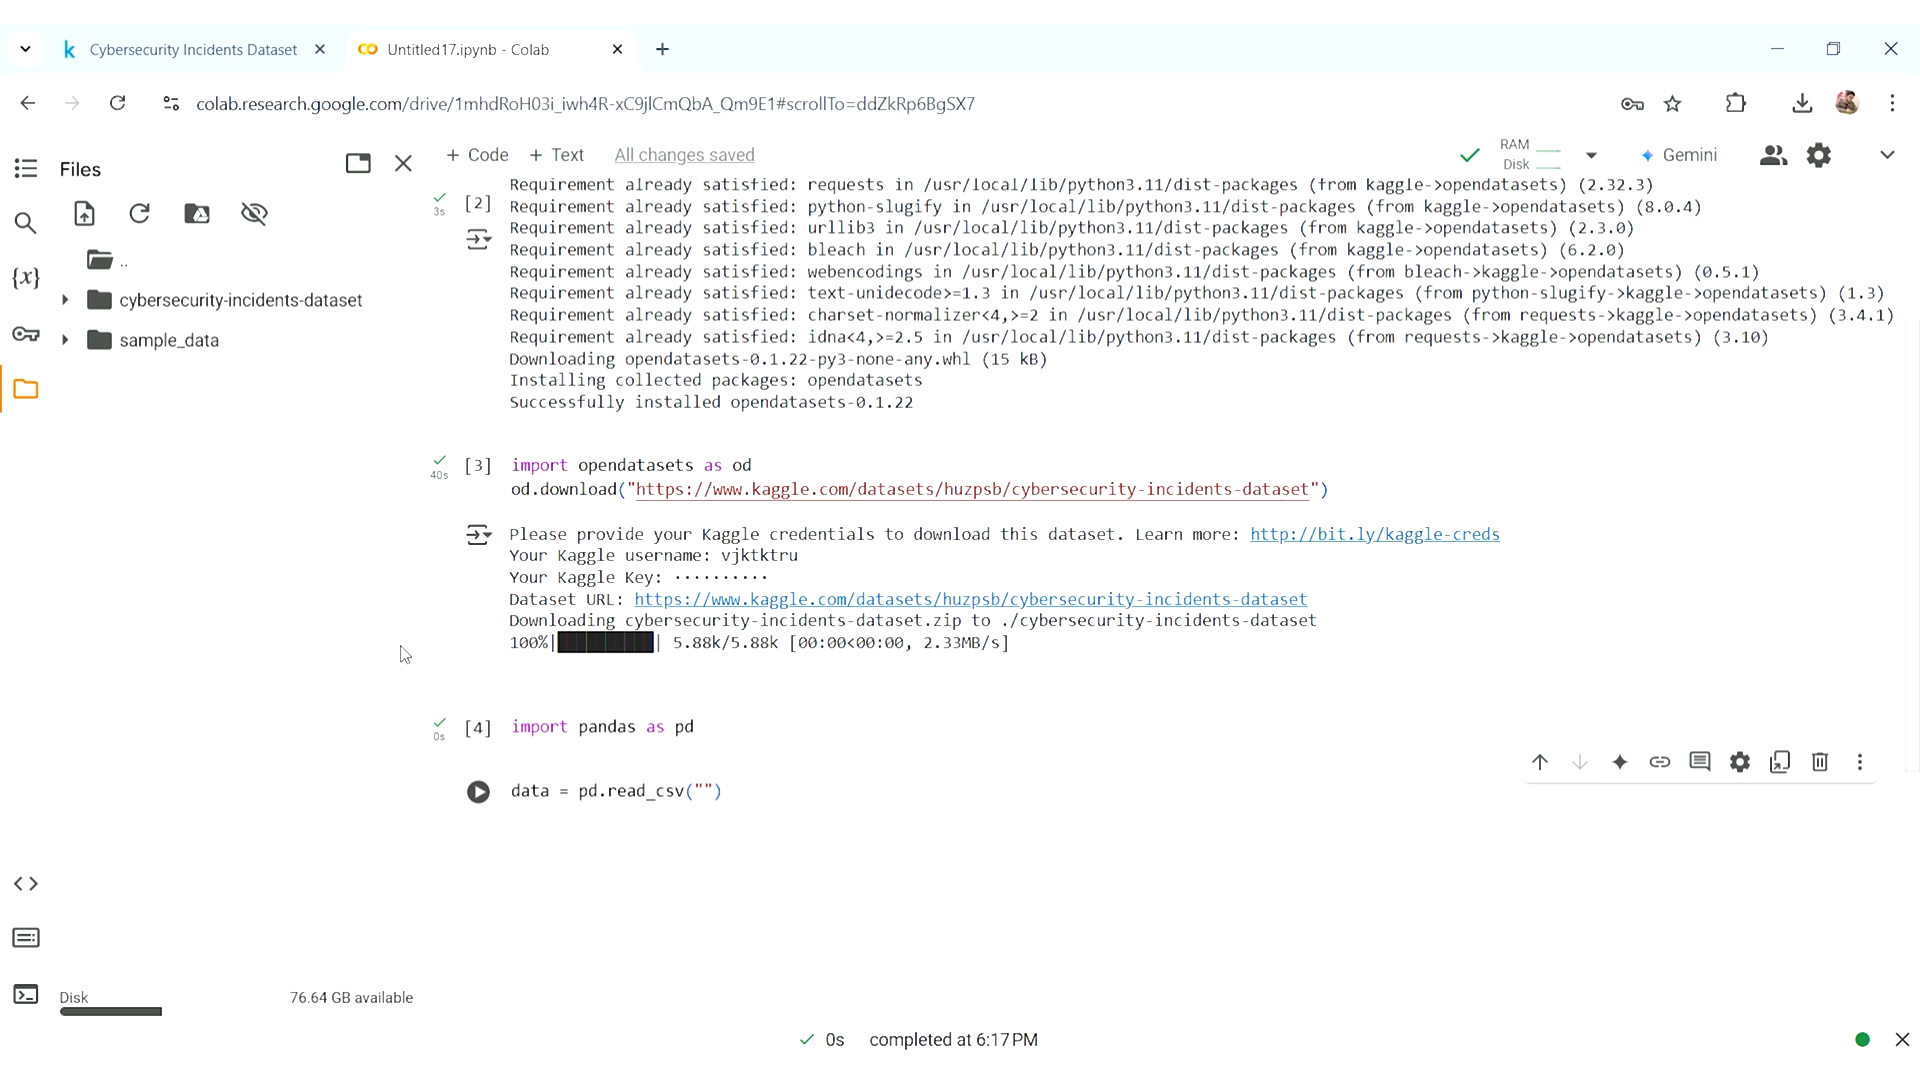 Cybersecurity Incidents Dataset
Untitled17.ipynb - Colab
colab.research.google.com/drive/1mhdRoH03i_iwh4R-xC9jlCmQbA_Qm9E1#scrollTo=ddZkRp6BgSX7
Files
+ Code + Text All changes saved
RAM
Disk
Gemini
..
cybersecurity-incidents-dataset
sample_data
[2]
3s
Requirement already satisfied: requests in /usr/local/lib/python3.11/dist-packages (from kaggle->opendatasets) (2.32.3)
Requirement already satisfied: python-slugify in /usr/local/lib/python3.11/dist-packages (from kaggle->opendatasets) (8.0.4)
Requirement already satisfied: urllib3 in /usr/local/lib/python3.11/dist-packages (from kaggle->opendatasets) (2.3.0)
Requirement already satisfied: bleach in /usr/local/lib/python3.11/dist-packages (from kaggle->opendatasets) (6.2.0)
Requirement already satisfied: webencodings in /usr/local/lib/python3.11/dist-packages (from bleach->kaggle->opendatasets) (0.5.1)
Requirement already satisfied: text-unidecode>=1.3 in /usr/local/lib/python3.11/dist-packages (from python-slugify->kaggle->opendatasets) (1.3)
Requirement already satisfied: charset-normalizer<4,>=2 in /usr/local/lib/python3.11/dist-packages (from requests->kaggle->opendatasets) (3.4.1)
Requirement already satisfied: idna<4,>=2.5 in /usr/local/lib/python3.11/dist-packages (from requests->kaggle->opendatasets) (3.10)
Downloading opendatasets-0.1.22-py3-none-any.whl (15 kB)
Installing collected packages: opendatasets
Successfully installed opendatasets-0.1.22
[3] import opendatasets as od
40s
od.download("https://www.kaggle.com/datasets/huzpsb/cybersecurity-incidents-dataset")
Please provide your Kaggle credentials to download this dataset. Learn more: http://bit.ly/kaggle-creds
Your Kaggle username: vjktktru
Your Kaggle Key: ··········
Dataset URL: https://www.kaggle.com/datasets/huzpsb/cybersecurity-incidents-dataset
Downloading cybersecurity-incidents-dataset.zip to ./cybersecurity-incidents-dataset
100%|██████████| 5.88k/5.88k [00:00<00:00, 2.33MB/s]
[4] import pandas as pd
0s
data = pd.read_csv("")
Disk 76.64 GB available
0s completed at 6:17 PM